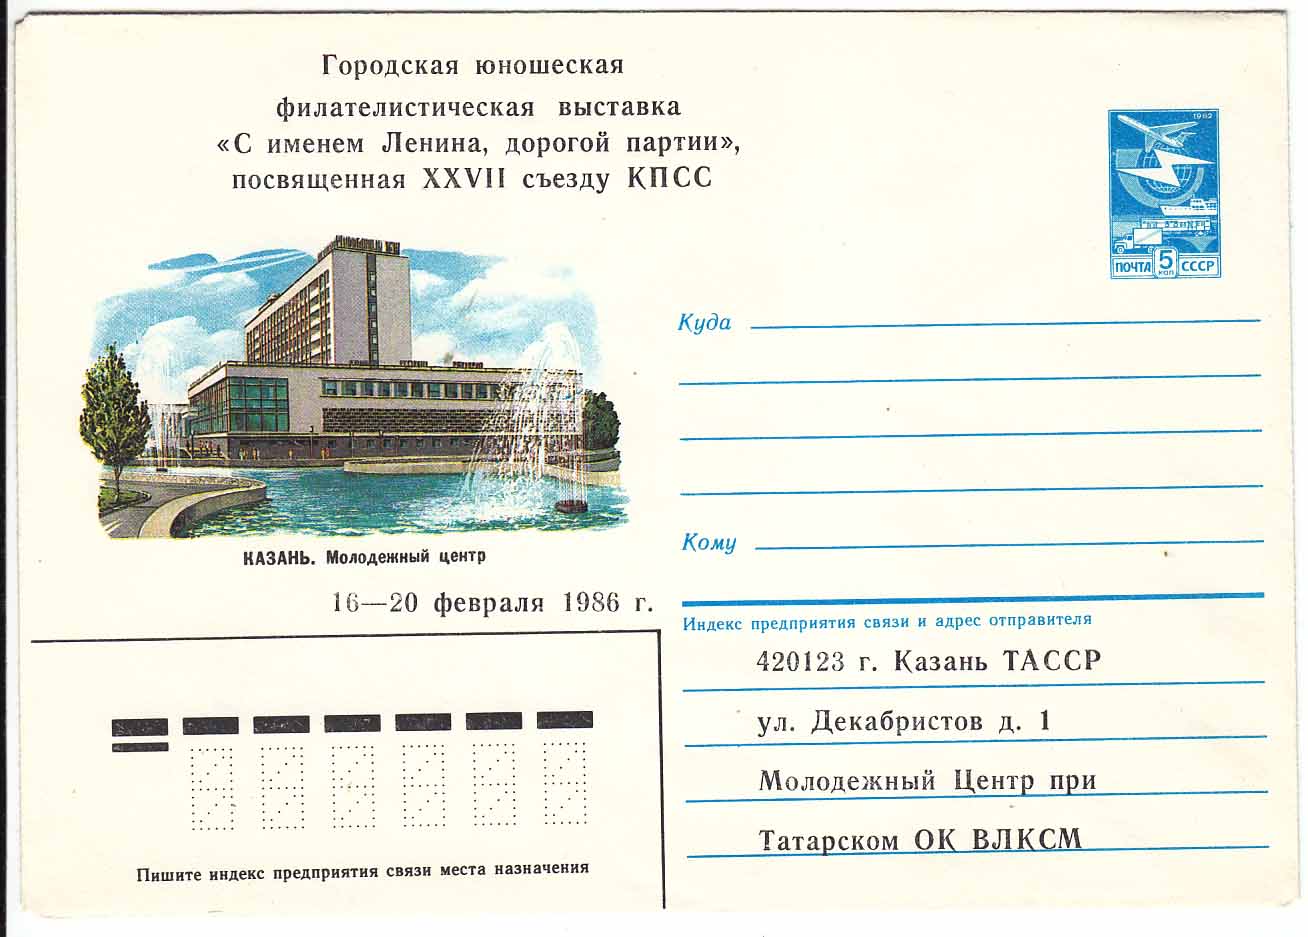 Городская юношеская
филателистическая выставка
«С именем Ленина, дорогой партии»,
посвященная XXVII съезду КПСС
1982
ПОЧТА 5 КОП СССР
Куда
КАЗАНЬ. Молодежный центр
Кому
16—20 февраля 1986 г.
Индекс предприятия связи и адрес отправителя
420123 г. Казань ТАССР
ул. Декабристов д. 1
Молодежный Центр при
Татарском ОК ВЛКСМ
Пишите индекс предприятия связи места назначения